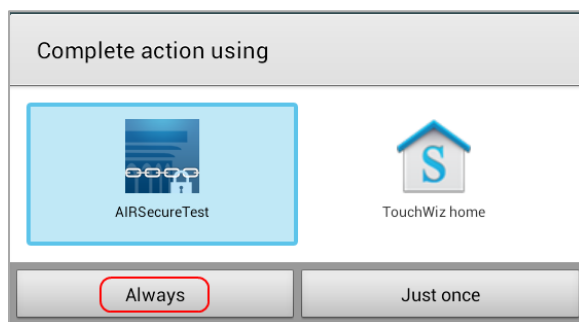 Complete action using
S
AIRSecureTest
TouchWiz home
Always
Just once